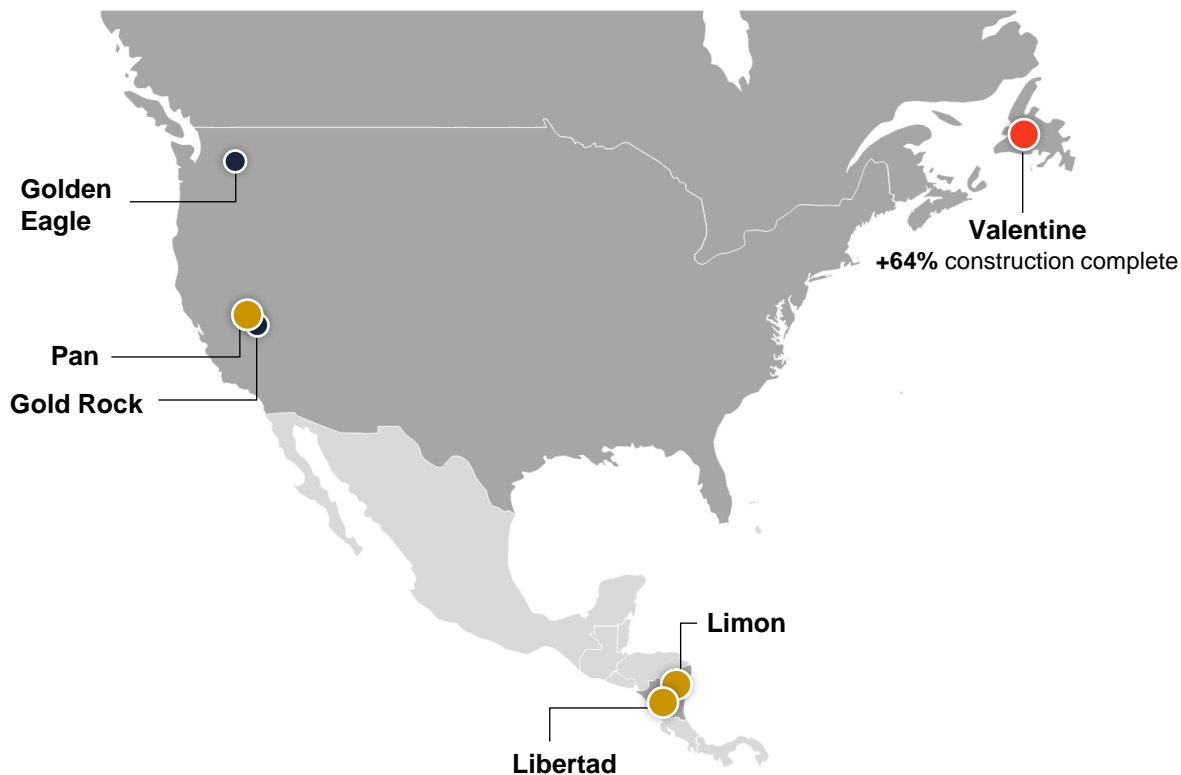 Golden
Eagle
Valentine
+64% construction complete
Pan
Gold Rock
Limon
Libertad